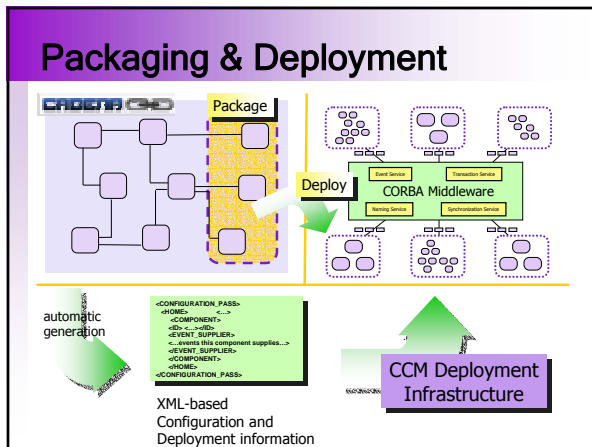 Packaging & Deployment
CADENA
Package
Deploy
Event Service
Transaction Service
CORBA Middleware
Naming Service
Synchronization Service
automatic
generation
<CONFIGURATION_PASS>
<HOME> <...>
<COMPONENT>
<ID> <...></ID>
<EVENT_SUPPLIER>
<...events this component supplies...>
</EVENT_SUPPLIER>
</COMPONENT>
</HOME>
</CONFIGURATION_PASS>
XML-based
Configuration and
Deployment information
CCM Deployment
Infrastructure